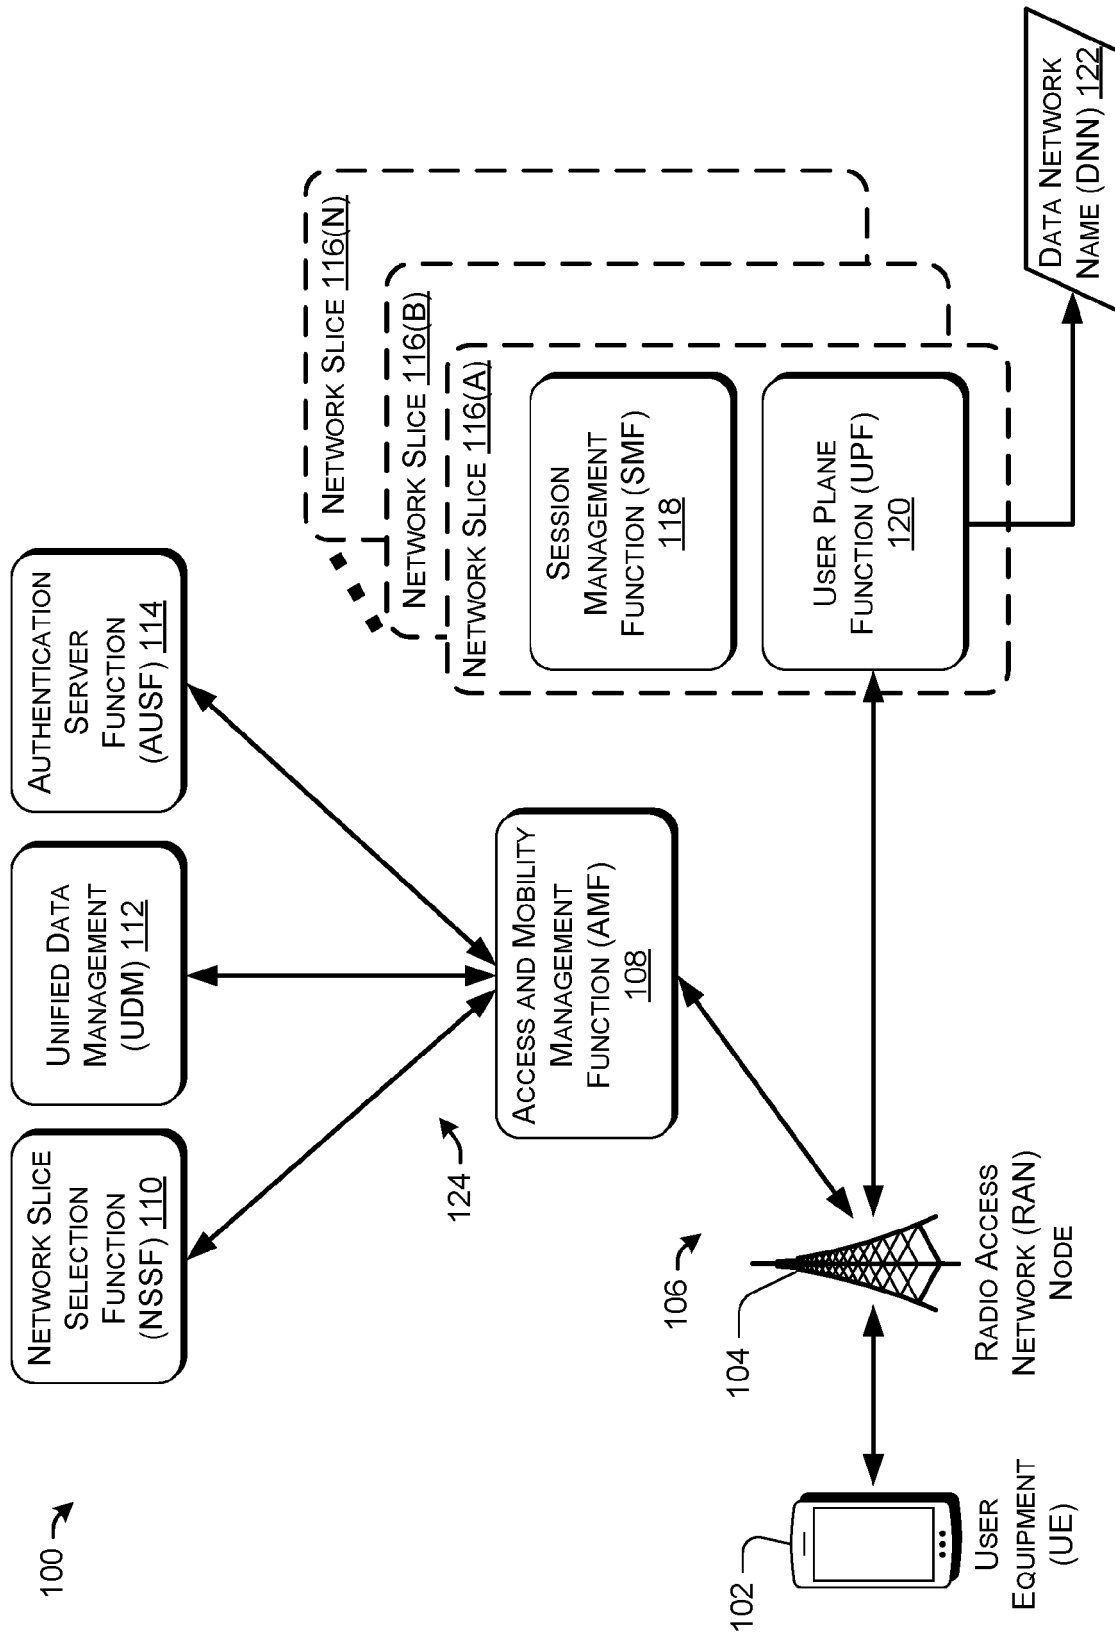 100
NETWORK SLICE
SELECTION
FUNCTION
(NSSF) 110
UNIFIED DATA
MANAGEMENT
(UDM) 112
AUTHENTICATION
SERVER
FUNCTION
(AUSF) 114
124
ACCESS AND MOBILITY
MANAGEMENT
FUNCTION (AMF)
108
NETWORK SLICE 116(N)
NETWORK SLICE 116(B)
NETWORK SLICE 116(A)
SESSION
MANAGEMENT
FUNCTION (SMF)
118
USER PLANE
FUNCTION (UPF)
120
106
104
102
USER
EQUIPMENT
(UE)
RADIO ACCESS
NETWORK (RAN)
NODE
DATA NETWORK
NAME (DNN) 122